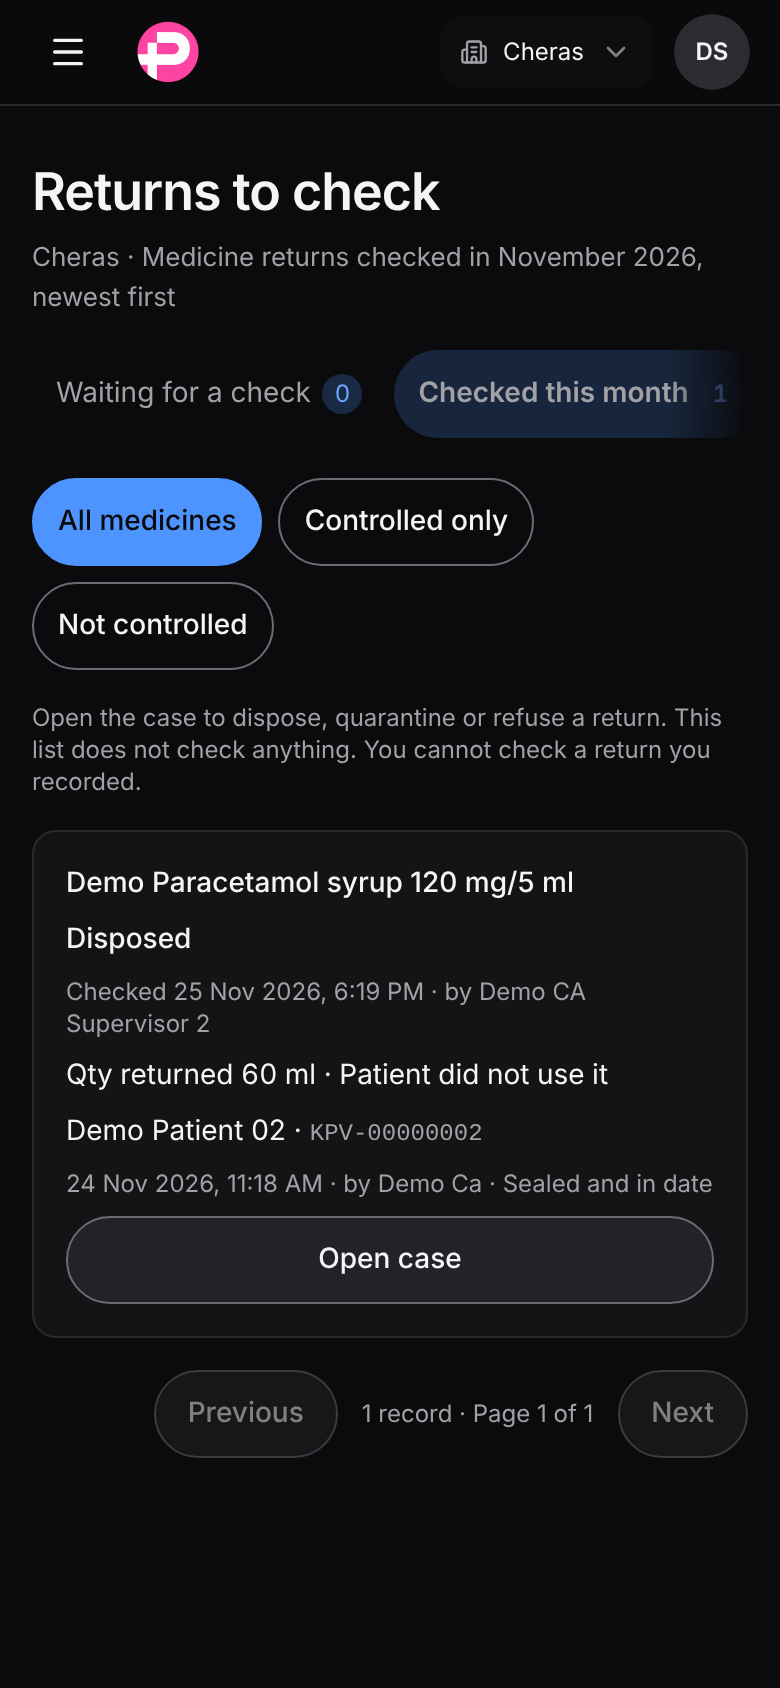 Cheras
DS
Returns to check
Cheras · Medicine returns checked in November 2026,
newest first
Waiting for a check 0
Checked this month 1
All medicines
Controlled only
Not controlled
Open the case to dispose, quarantine or refuse a return. This
list does not check anything. You cannot check a return you
recorded.
Demo Paracetamol syrup 120 mg/5 ml
Disposed
Checked 25 Nov 2026, 6:19 PM · by Demo CA
Supervisor 2
Qty returned 60 ml · Patient did not use it
Demo Patient 02 · KPV-00000002
24 Nov 2026, 11:18 AM · by Demo Ca · Sealed and in date
Open case
Previous
1 record · Page 1 of 1
Next